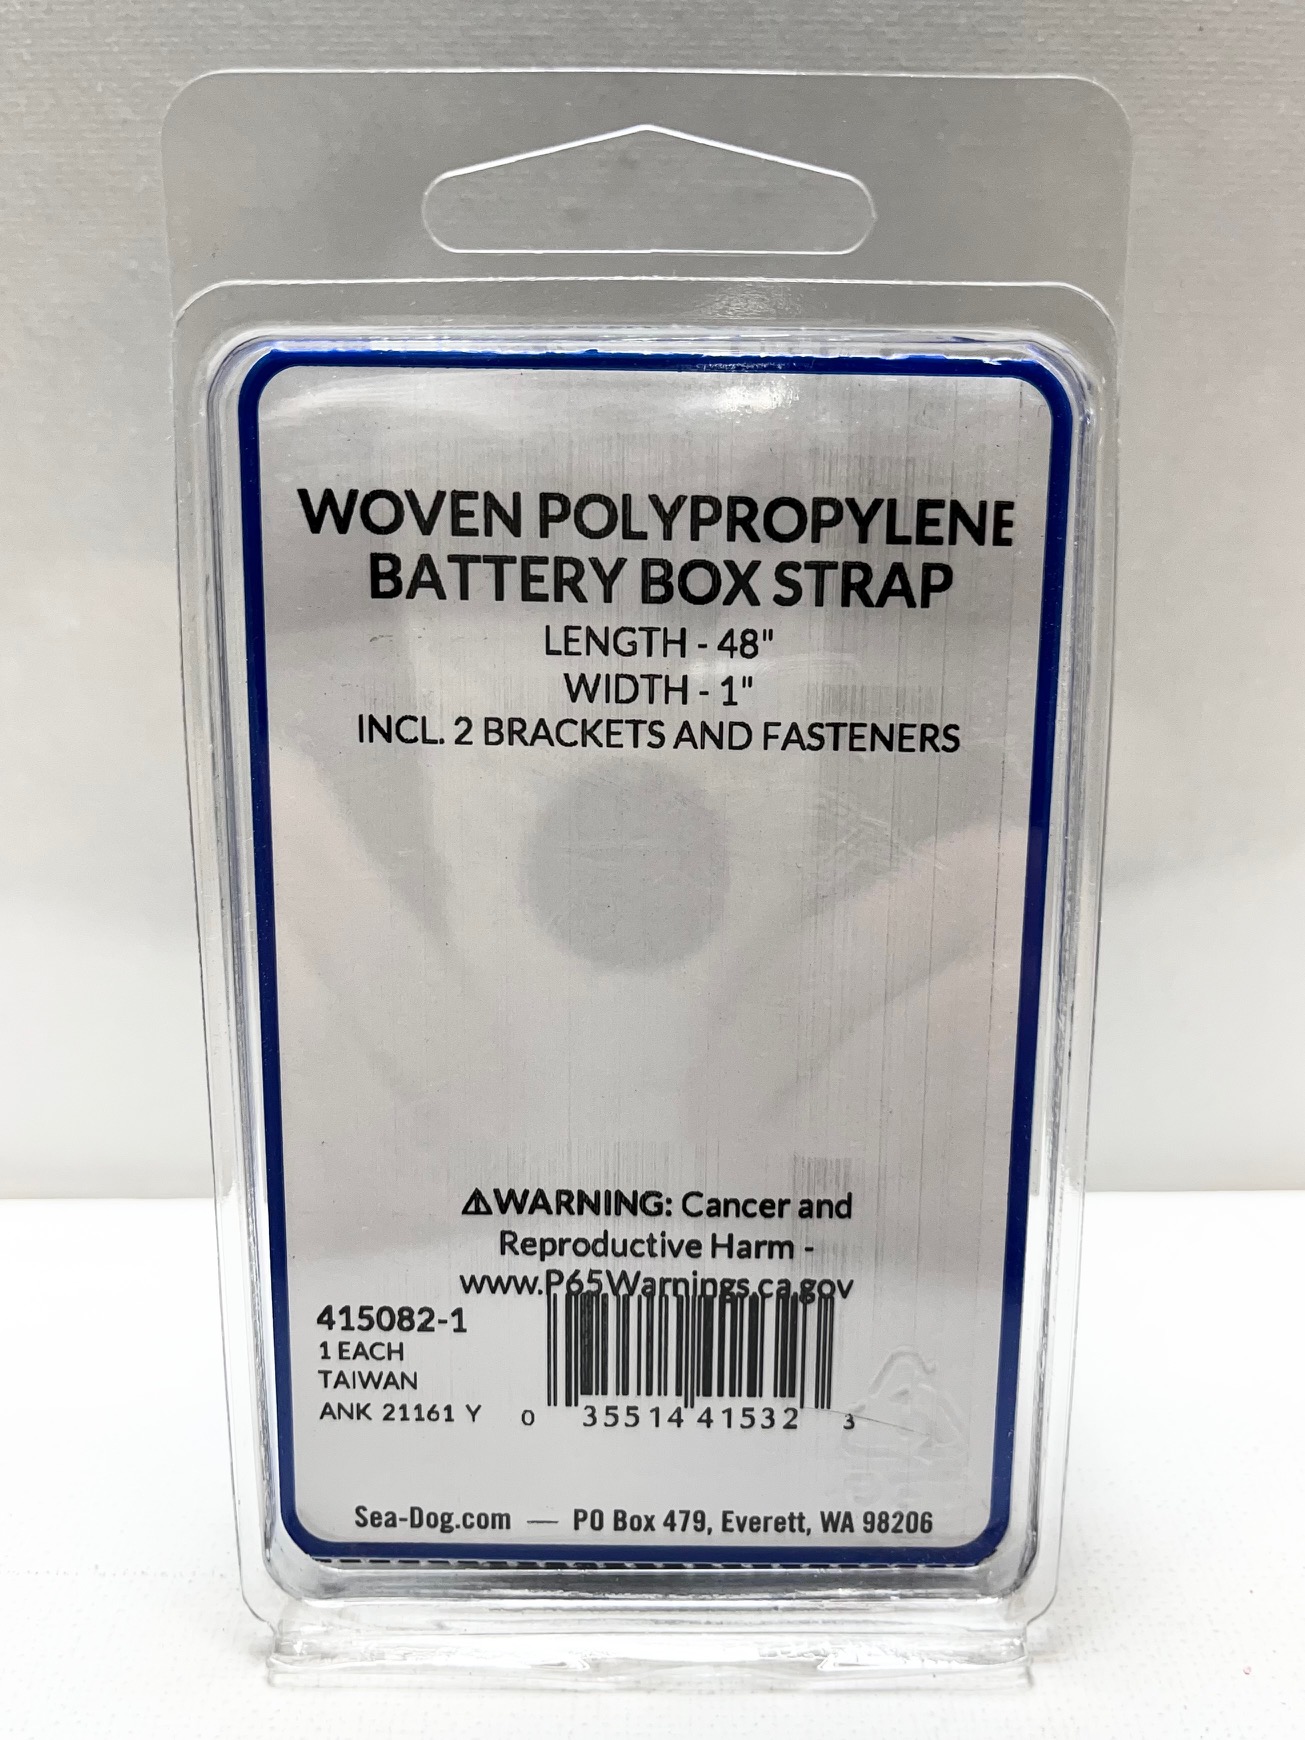 WOVEN POLYPROPYLENE
BATTERY BOX STRAP
LENGTH - 48"
WIDTH - 1"
INCL. 2 BRACKETS AND FASTENERS
⚠WARNING: Cancer and
Reproductive Harm -
www.P65Warnings.ca.gov
415082-1
1 EACH
TAIWAN
ANK 21161 Y
0 35514 41532 3
Sea-Dog.com — PO Box 479, Everett, WA 98206